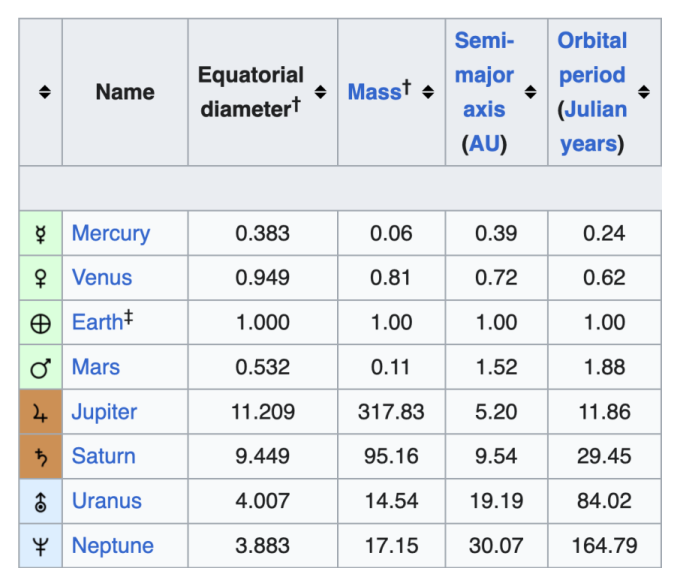 Name Equatorial diameter† Mass† Semi-major axis (AU) Orbital period (Julian years)
☿ Mercury 0.383 0.06 0.39 0.24
♀ Venus 0.949 0.81 0.72 0.62
⊕ Earth‡ 1.000 1.00 1.00 1.00
♂ Mars 0.532 0.11 1.52 1.88
♃ Jupiter 11.209 317.83 5.20 11.86
♄ Saturn 9.449 95.16 9.54 29.45
⛢ Uranus 4.007 14.54 19.19 84.02
♆ Neptune 3.883 17.15 30.07 164.79